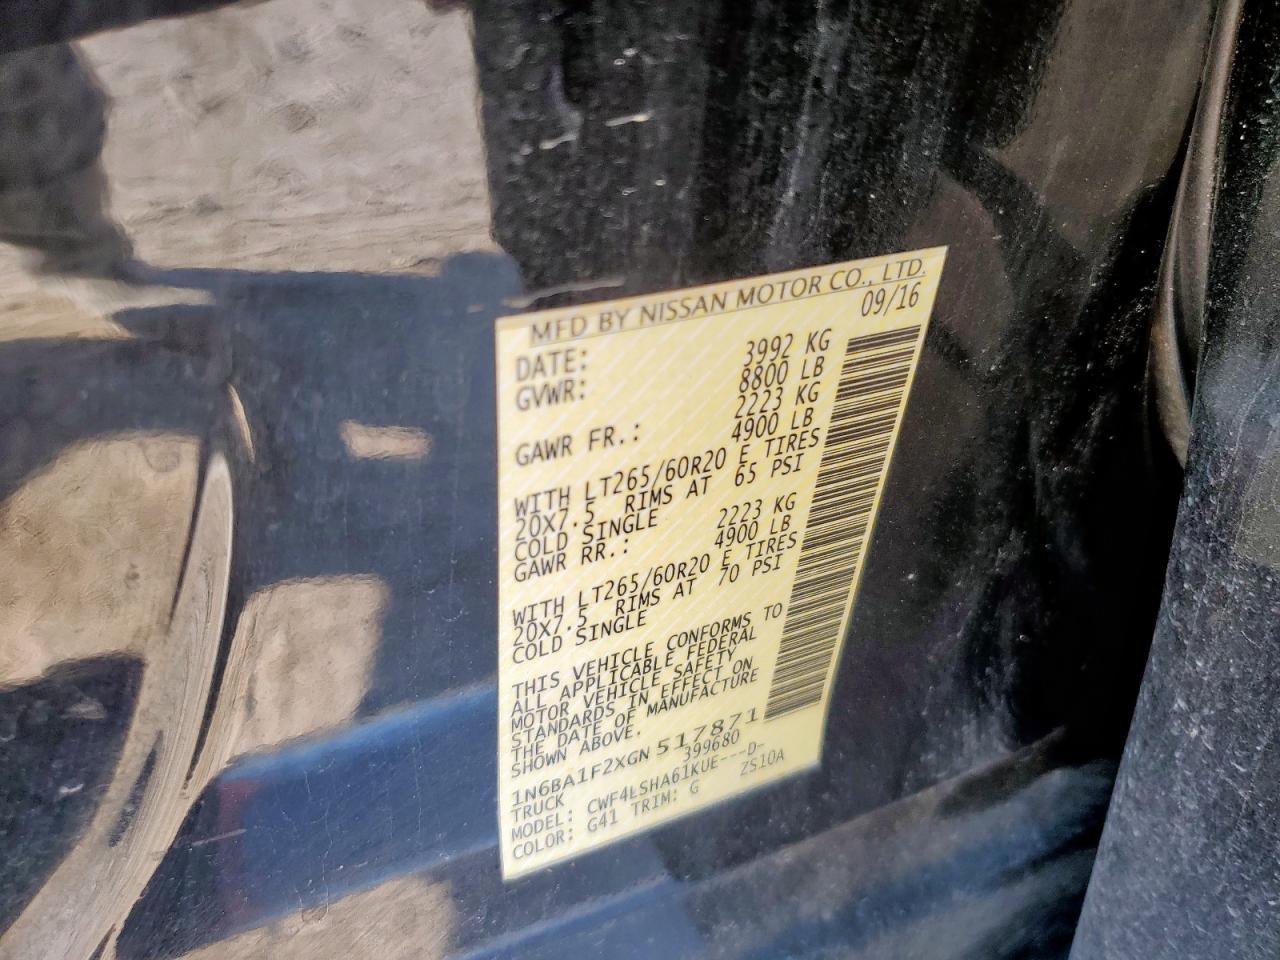 MFD BY NISSAN MOTOR CO., LTD.
DATE: 09/16
GVWR: 3992 KG
8800 LB
GAWR FR.: 2223 KG
4900 LB
WITH LT265/60R20 E TIRES
20X7.5 RIMS AT 65 PSI
COLD SINGLE
GAWR RR.: 2223 KG
4900 LB
WITH LT265/60R20 E TIRES
20X7.5 RIMS AT 70 PSI
COLD SINGLE
THIS VEHICLE CONFORMS TO
ALL APPLICABLE FEDERAL
MOTOR VEHICLE SAFETY
STANDARDS IN EFFECT ON
THE DATE OF MANUFACTURE
SHOWN ABOVE.
1N6BA1F2XGN517871
TRUCK 399680
MODEL: CWF4LSHA61KUE---D-
COLOR: G41 TRIM: G ZS10A